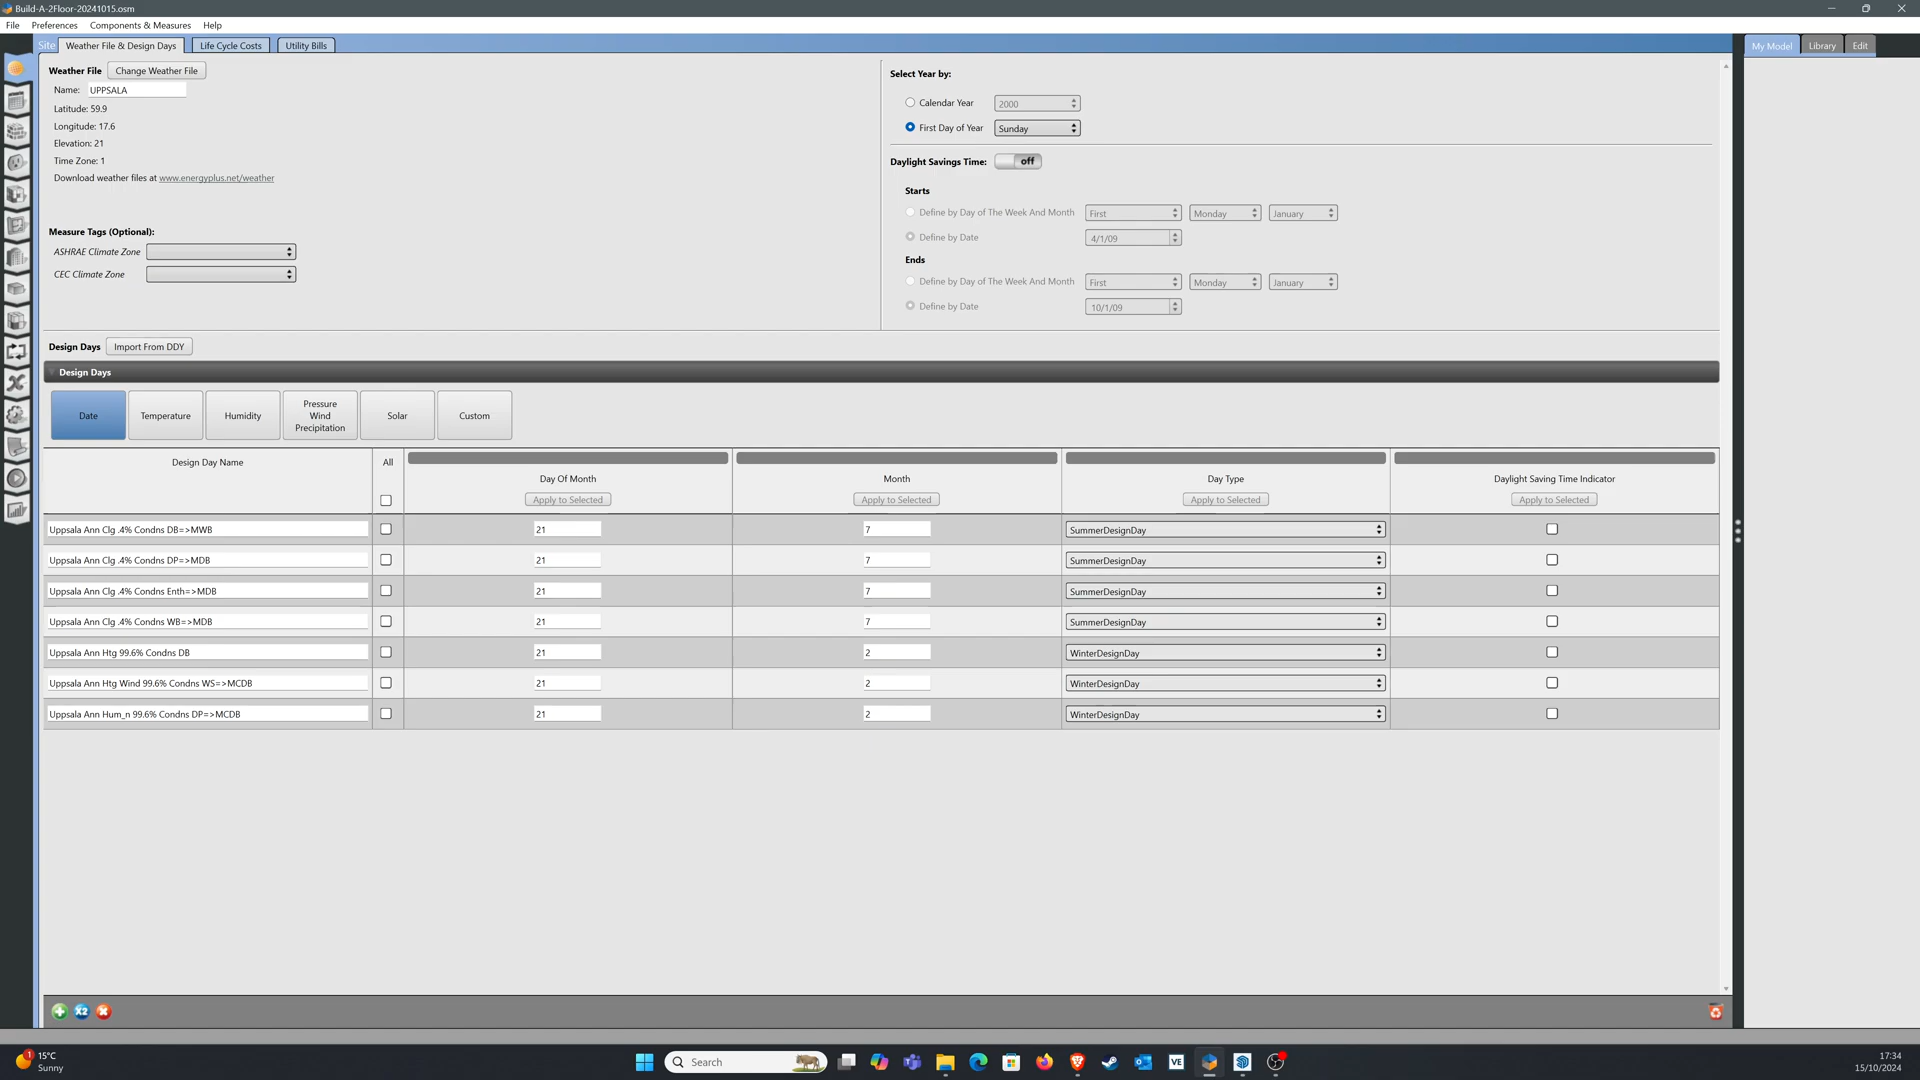 Build-A-2Floor-20241015.osm
File Preferences Components & Measures Help
Site Weather File & Design Days Life Cycle Costs Utility Bills
My Model Library Edit
Weather File Change Weather File
Name: UPPSALA
Latitude: 59.9
Longitude: 17.6
Elevation: 21
Time Zone: 1
Download weather files at www.energyplus.net/weather
Measure Tags (Optional):
ASHRAE Climate Zone
CEC Climate Zone
Select Year by:
Calendar Year 2000
First Day of Year Sunday
Daylight Savings Time: off
Starts
Define by Day of The Week And Month First Monday January
Define by Date 4/1/09
Ends
Define by Day of The Week And Month First Monday January
Define by Date 10/1/09
Design Days Import From DDY
Design Days
Date Temperature Humidity Pressure Wind Precipitation Solar Custom
Design Day Name All Day Of Month Month Day Type Daylight Saving Time Indicator
Apply to Selected Apply to Selected Apply to Selected Apply to Selected
Uppsala Ann Clg .4% Condns DB=>MWB 21 7 SummerDesignDay
Uppsala Ann Clg .4% Condns DP=>MDB 21 7 SummerDesignDay
Uppsala Ann Clg .4% Condns Enth=>MDB 21 7 SummerDesignDay
Uppsala Ann Clg .4% Condns WB=>MDB 21 7 SummerDesignDay
Uppsala Ann Htg 99.6% Condns DB 21 2 WinterDesignDay
Uppsala Ann Htg Wind 99.6% Condns WS=>MCDB 21 2 WinterDesignDay
Uppsala Ann Hum_n 99.6% Condns DP=>MCDB 21 2 WinterDesignDay
X2
1 15°C
Sunny
Search
VE
17:34
15/10/2024